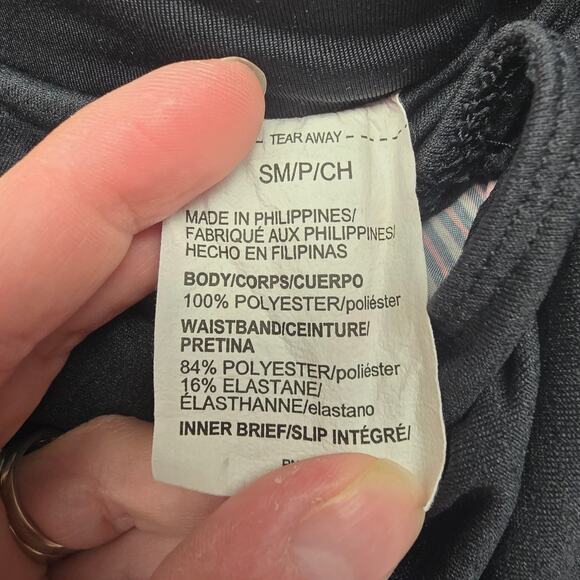 TEAR AWAY
SM/P/CH
MADE IN PHILIPPINES/
FABRIQUÉ AUX PHILIPPINES/
HECHO EN FILIPINAS
BODY/CORPS/CUERPO
100% POLYESTER/poliéster
WAISTBAND/CEINTURE/
PRETINA
84% POLYESTER/poliéster
16% ELASTANE/
ÉLASTHANNE/elastano
INNER BRIEF/SLIP INTÉGRÉ/